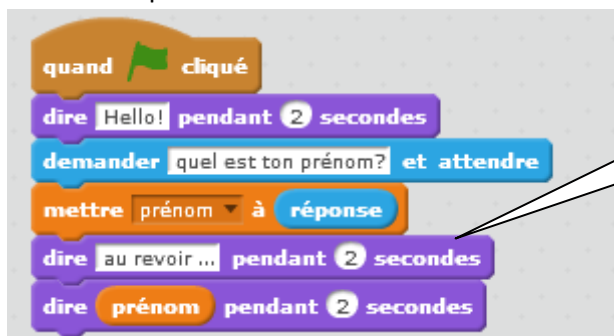 quand cliqué
dire Hello! pendant 2 secondes
demander quel est ton prénom? et attendre
mettre prénom à réponse
dire au revoir ... pendant 2 secondes
dire prénom pendant 2 secondes